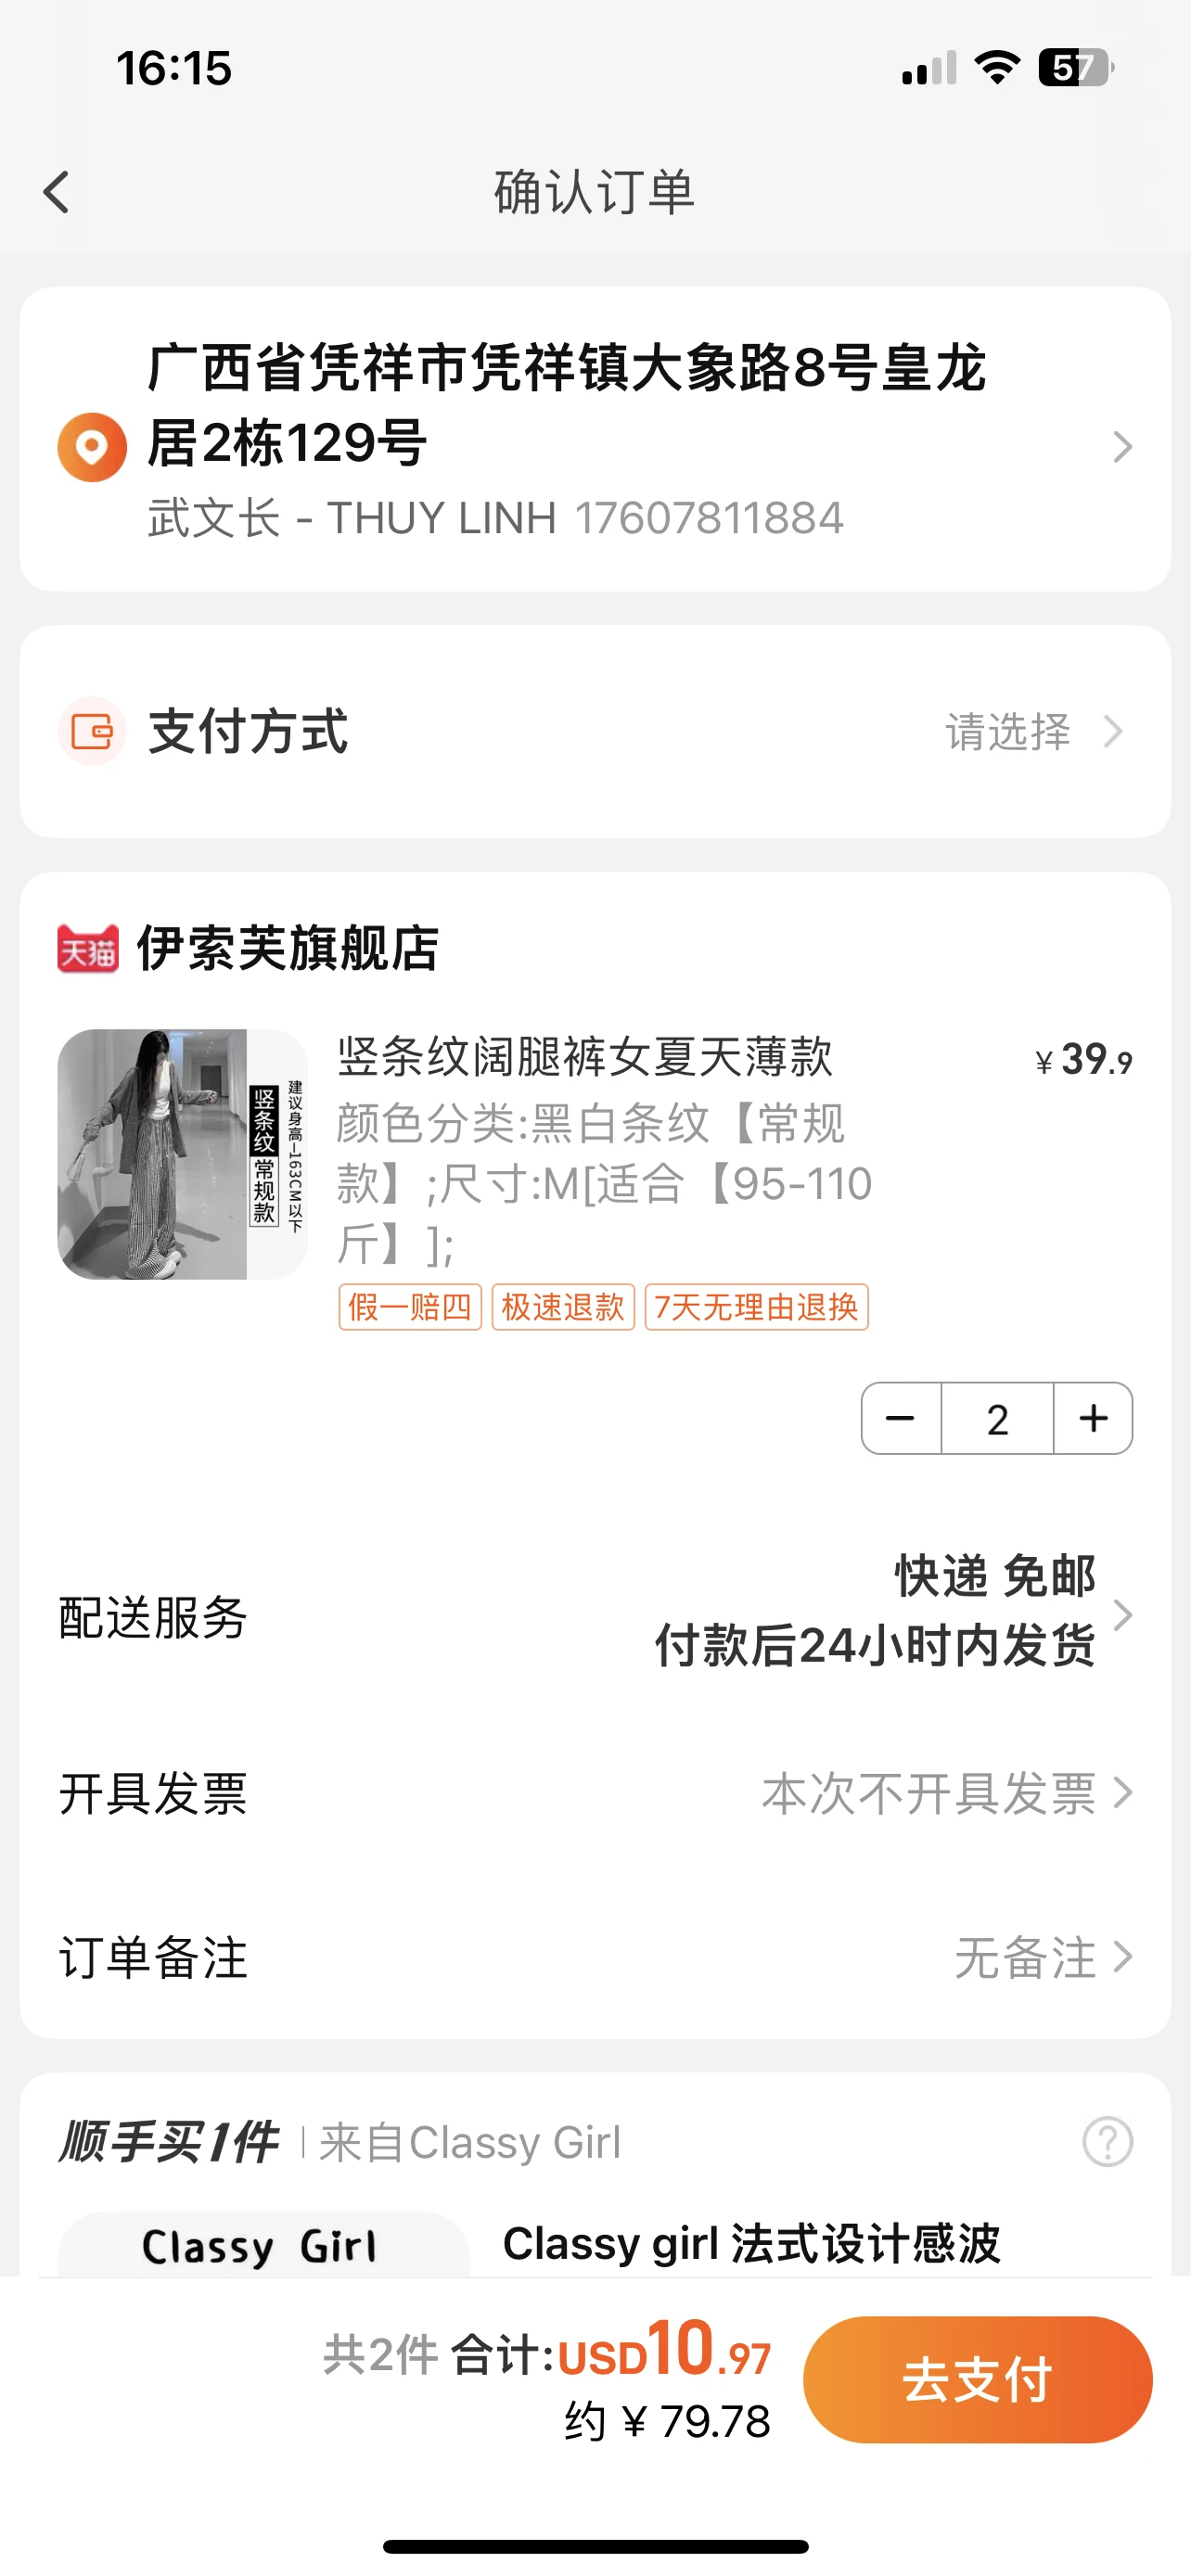 16:15
57
确认订单
广西省凭祥市凭祥镇大象路8号皇龙
居2栋129号
武文长 - THUY LINH 17607811884
支付方式
请选择
天猫 伊索芙旗舰店
竖条纹 常规款
建议身高-163CM以下
竖条纹阔腿裤女夏天薄款
¥ 39.9
颜色分类:黑白条纹【常规
款】;尺寸:M[适合【95-110
斤】];
假一赔四 极速退款 7天无理由退换
− 2 +
配送服务
快递 免邮
付款后24小时内发货
开具发票
本次不开具发票
订单备注
无备注
顺手买1件 | 来自Classy Girl
Classy Girl
Classy girl 法式设计感波
共2件 合计:USD10.97
约 ¥ 79.78
去支付